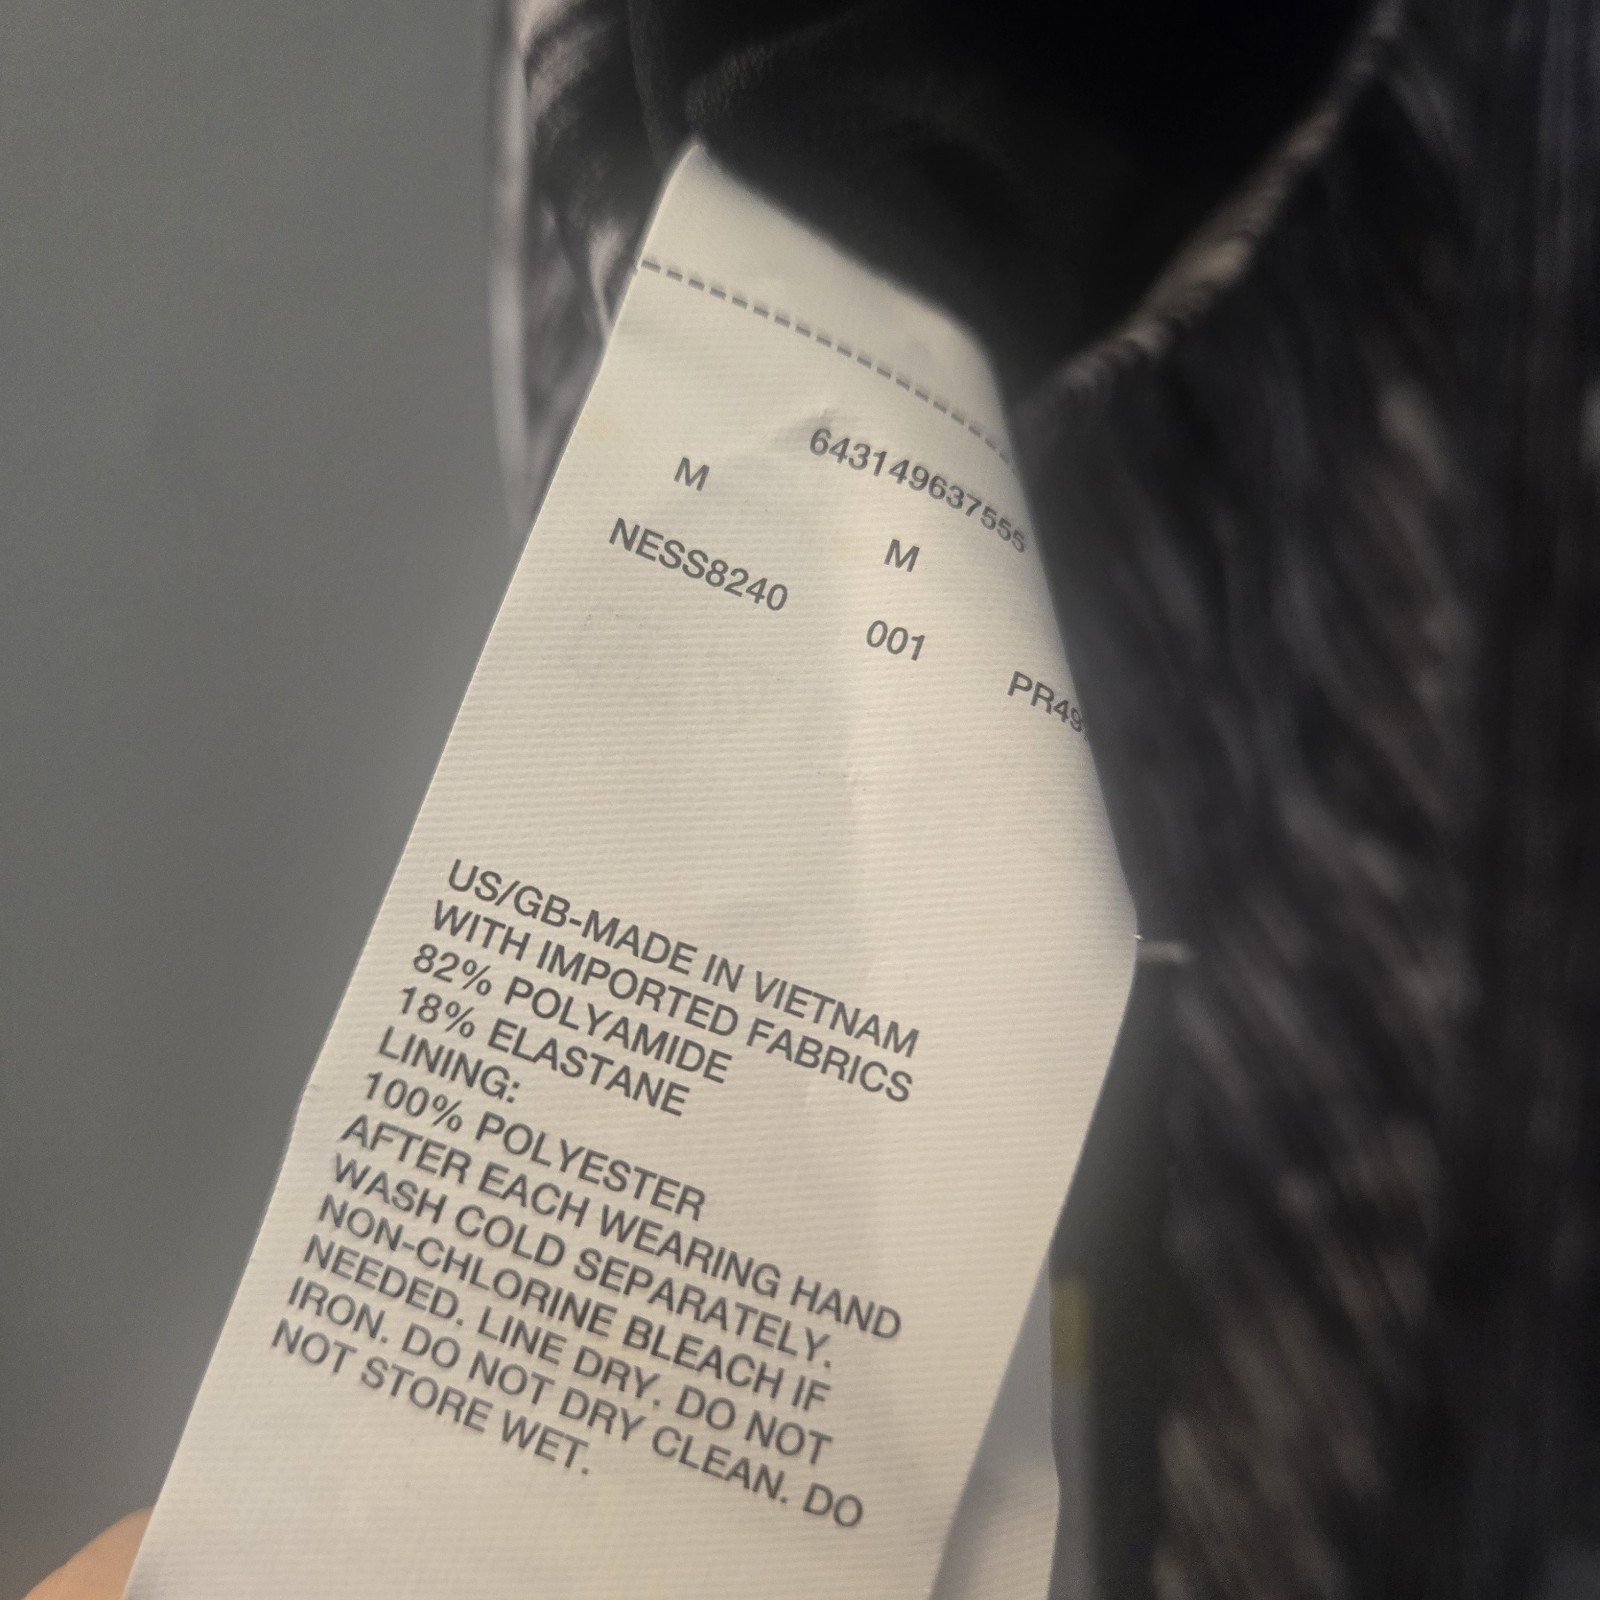 643149637555
M M
NESS8240 001
US/GB-MADE IN VIETNAM
WITH IMPORTED FABRICS
82% POLYAMIDE
18% ELASTANE
LINING:
100% POLYESTER
AFTER EACH WEARING HAND
WASH COLD SEPARATELY.
NON-CHLORINE BLEACH IF
NEEDED. LINE DRY. DO NOT
IRON. DO NOT DRY CLEAN. DO
NOT STORE WET.